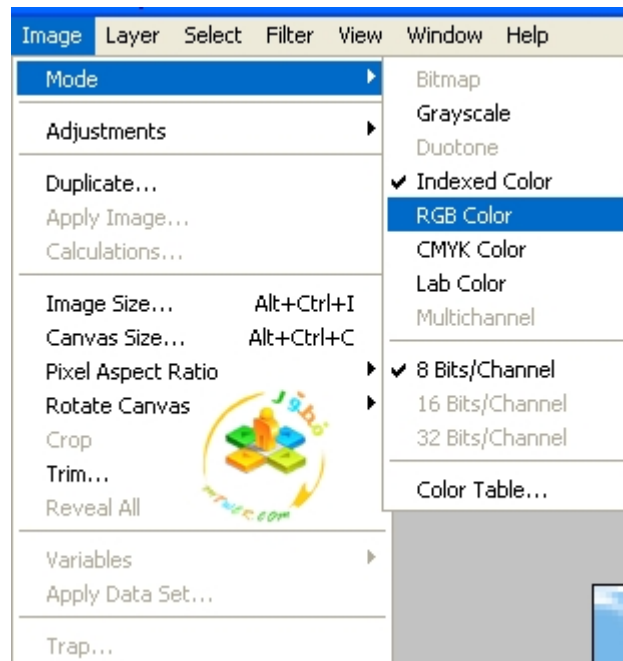 Image Layer Select Filter View Window Help
Mode
Adjustments
Duplicate...
Apply Image...
Calculations...
Image Size... Alt+Ctrl+I
Canvas Size... Alt+Ctrl+C
Pixel Aspect Ratio
Rotate Canvas
Crop
Trim...
Reveal All
Variables
Apply Data Set...
Trap...
Bitmap
Grayscale
Duotone
Indexed Color
RGB Color
CMYK Color
Lab Color
Multichannel
8 Bits/Channel
16 Bits/Channel
32 Bits/Channel
Color Table...